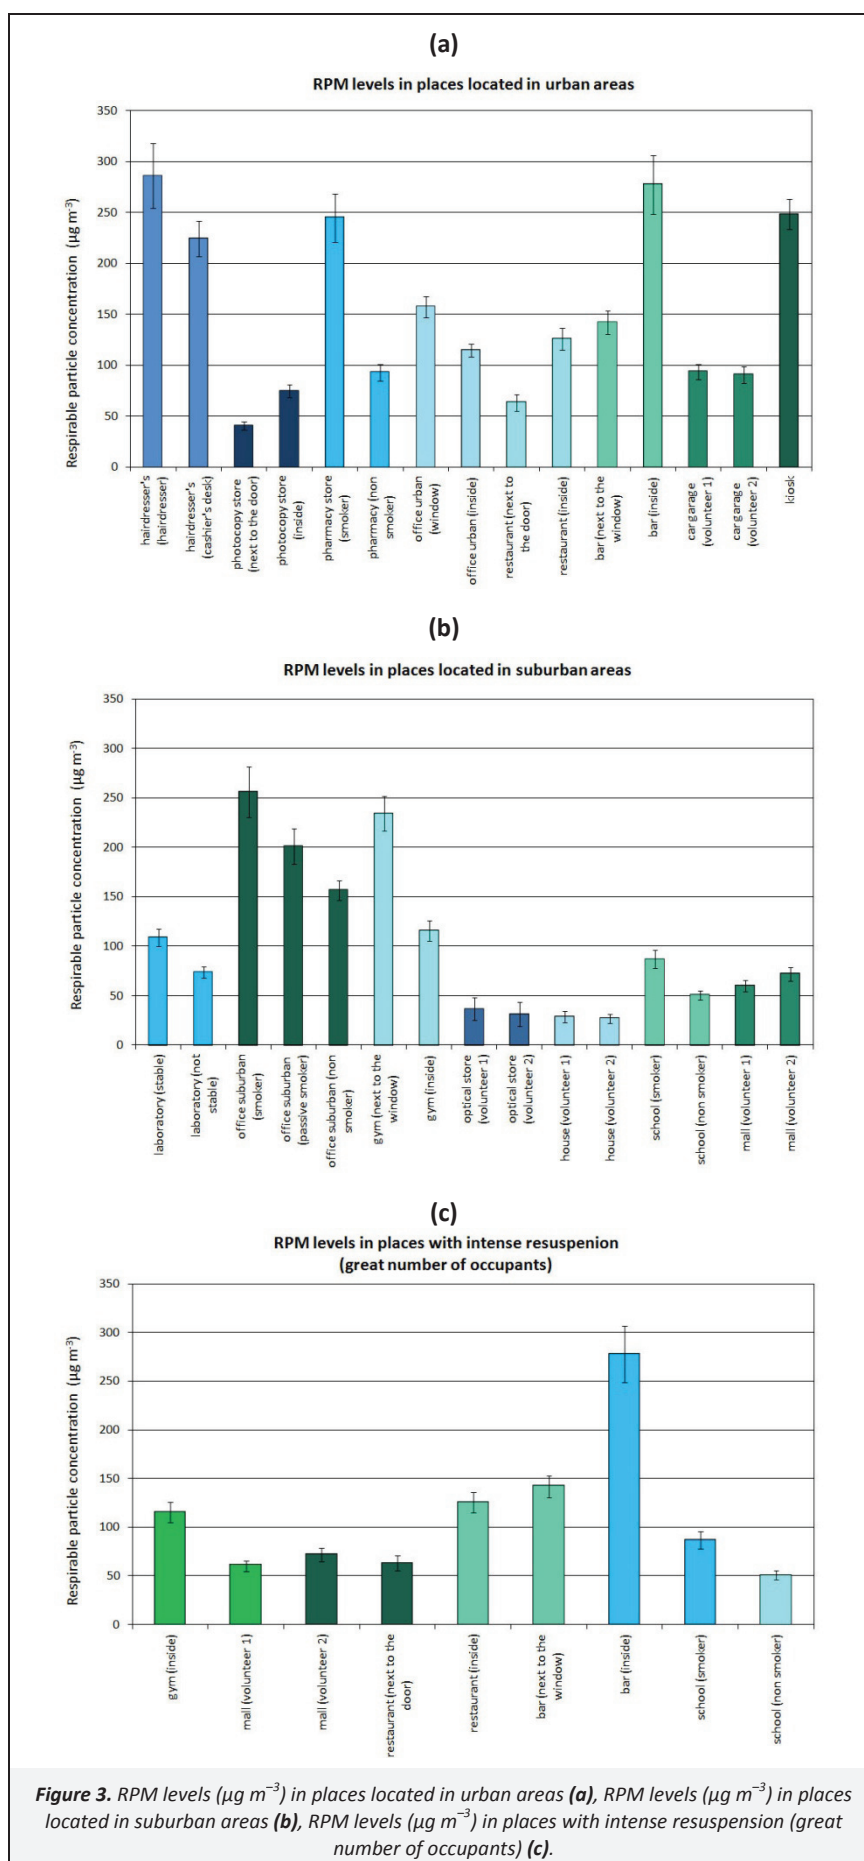 (a)
RPM levels in places located in urban areas
Respirable particle concentration (µg m⁻³)
350
300
250
200
150
100
50
0
hairdresser's
(hairdresser)
hairdresser's
(cashier's desk)
photocopy store
(next to the door)
photocopy store
(inside)
pharmacy store
(smoker)
pharmacy (non
smoker)
office urban
(window)
office urban (inside)
restaurant (next to
the door)
restaurant (inside)
bar (next to the
window)
bar (inside)
car garage
(volunteer 1)
car garage
(volunteer 2)
kiosk
(b)
RPM levels in places located in suburban areas
Respirable particle concentration (µg m⁻³)
350
300
250
200
150
100
50
0
laboratory (stable)
laboratory (not
stable)
office suburban
(smoker)
office suburban
(passive smoker)
office suburban (non
smoker)
gym (next to the
window)
gym (inside)
optical store
(volunteer 1)
optical store
(volunteer 2)
house (volunteer 1)
house (volunteer 2)
school (smoker)
school (non smoker)
mall (volunteer 1)
mall (volunteer 2)
(c)
RPM levels in places with intense resuspenion
(great number of occupants)
Respirable particle concentration (µg m⁻³)
350
300
250
200
150
100
50
0
gym (inside)
mall (volunteer 1)
mall (volunteer 2)
restaurant (next to the
door)
restaurant (inside)
bar (next to the
window)
bar (inside)
school (smoker)
school (non smoker)
Figure 3. RPM levels (µg m⁻³) in places located in urban areas (a), RPM levels (µg m⁻³) in places
located in suburban areas (b), RPM levels (µg m⁻³) in places with intense resuspension (great
number of occupants) (c).